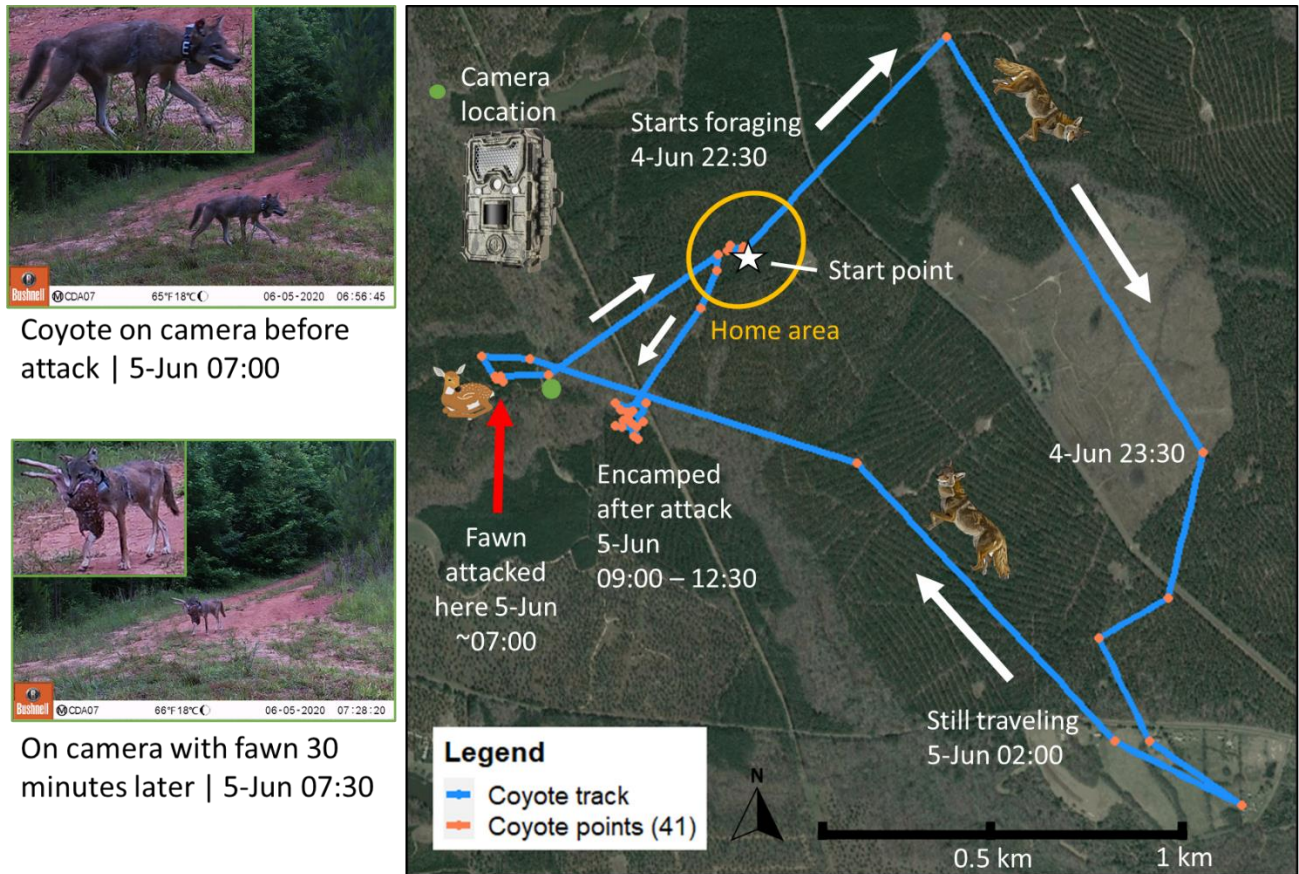 Bushnell M CDA07 65°F18°C 06-05-2020 06:56:45
Coyote on camera before
attack | 5-Jun 07:00
Bushnell M CDA07 66°F18°C 06-05-2020 07:28:20
On camera with fawn 30
minutes later | 5-Jun 07:30
Camera
location
Starts foraging
4-Jun 22:30
Start point
Home area
4-Jun 23:30
Fawn
attacked
here 5-Jun
~07:00
Encamped
after attack
5-Jun
09:00 – 12:30
Still traveling
5-Jun 02:00
Legend
Coyote track
Coyote points (41)
N
0.5 km
1 km